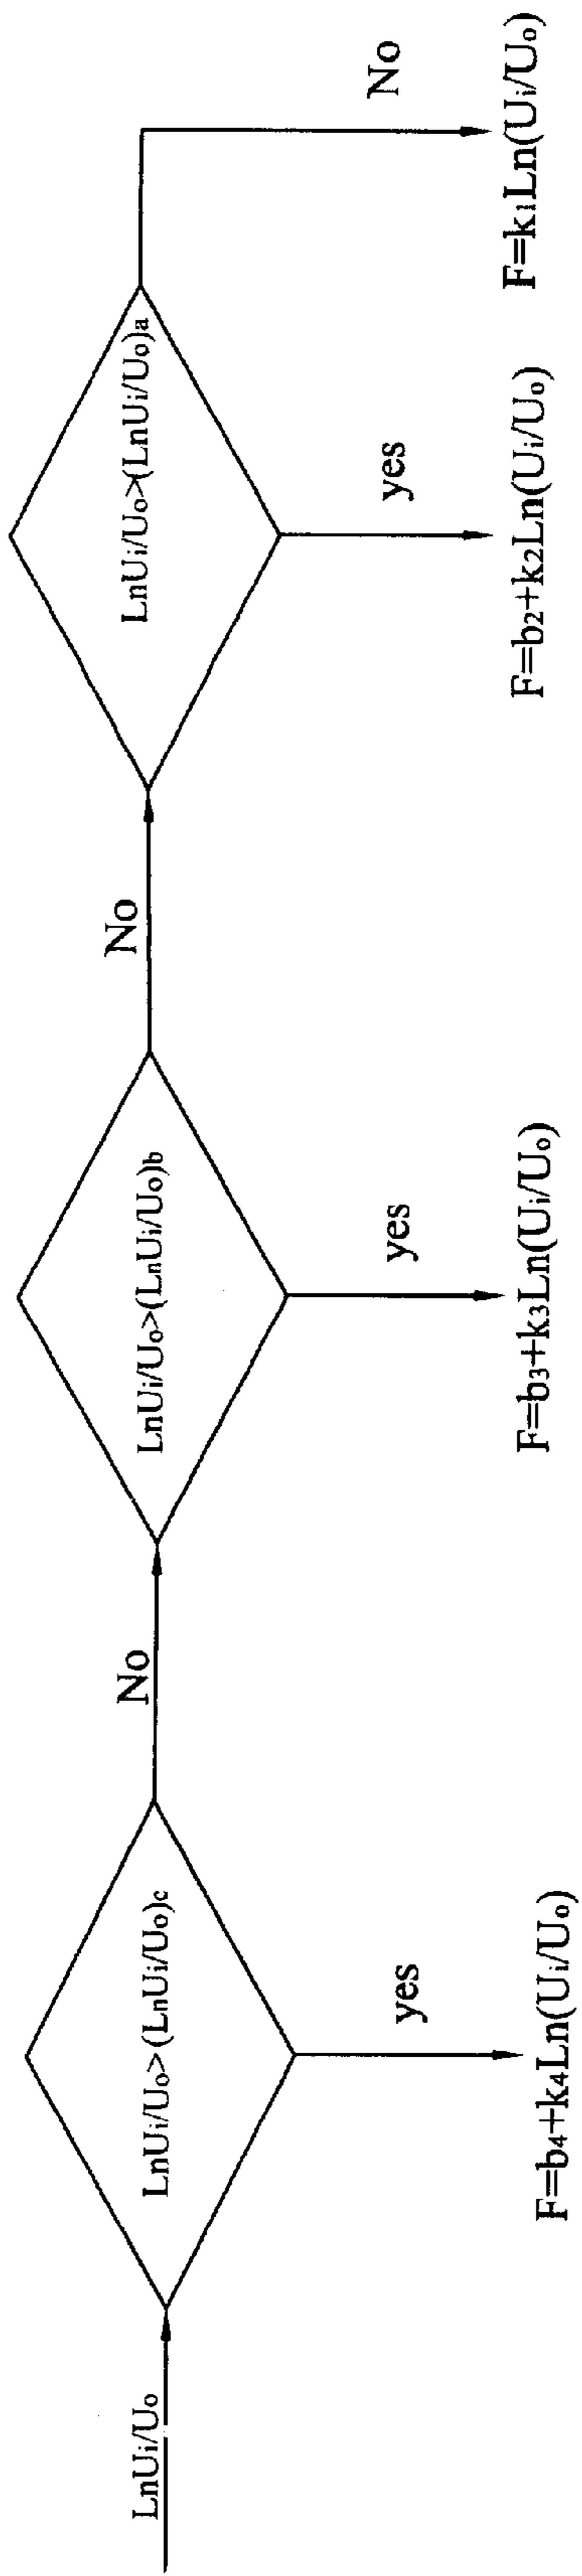 LnUi/Uo
LnUi/Uo>(LnUi/Uo)c
yes
F=b4+k4Ln(Ui/Uo)
No
LnUi/Uo>(LnUi/Uo)b
yes
F=b3+k3Ln(Ui/Uo)
No
LnUi/Uo>(LnUi/Uo)a
yes
F=b2+k2Ln(Ui/Uo)
No
F=k1Ln(Ui/Uo)